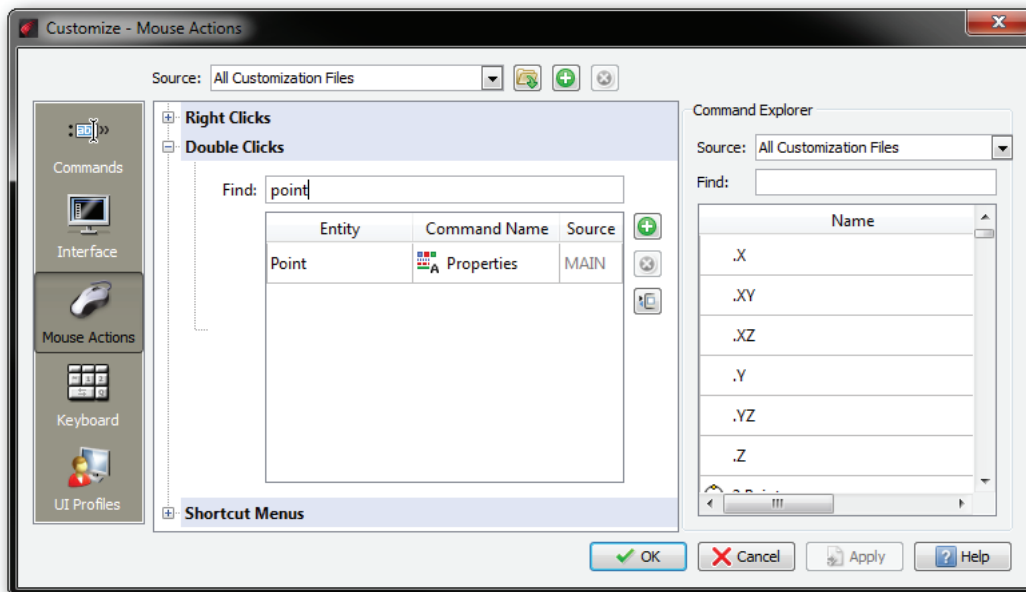 Customize - Mouse Actions
Source: All Customization Files
Commands
Interface
Mouse Actions
Keyboard
UI Profiles
Right Clicks
Double Clicks
Find: point
Entity Command Name Source
Point Properties MAIN
Shortcut Menus
Command Explorer
Source: All Customization Files
Find:
Name
.X
.XY
.XZ
.Y
.YZ
.Z
OK Cancel Apply Help